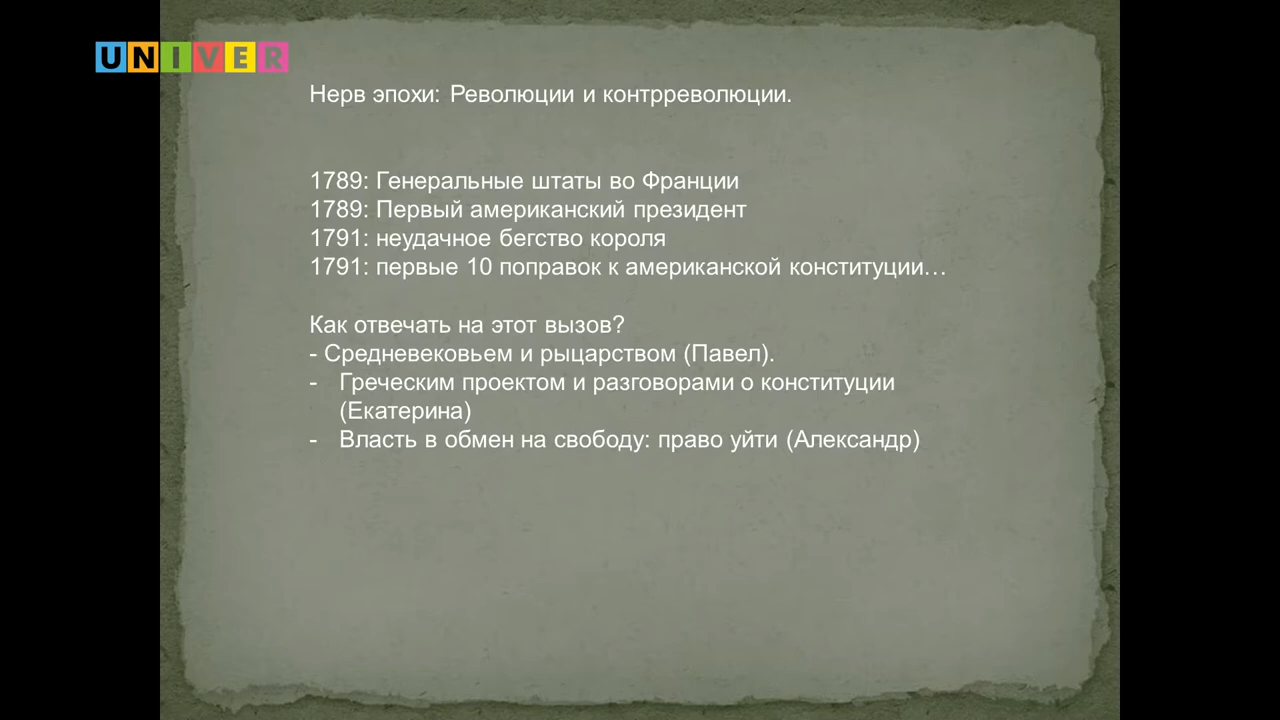 UNIVER
Нерв эпохи: Революции и контрреволюции.
1789: Генеральные штаты во Франции
1789: Первый американский президент
1791: неудачное бегство короля
1791: первые 10 поправок к американской конституции…
Как отвечать на этот вызов?
- Средневековьем и рыцарством (Павел).
- Греческим проектом и разговорами о конституции
(Екатерина)
- Власть в обмен на свободу: право уйти (Александр)